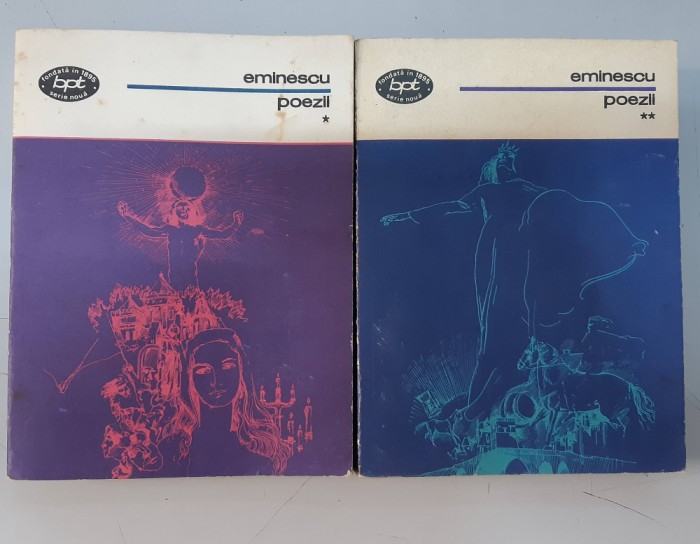 fondată în 1895
bpt
serie nouă
eminescu
poezii
*
fondată în 1895
bpt
serie nouă
eminescu
poezii
**